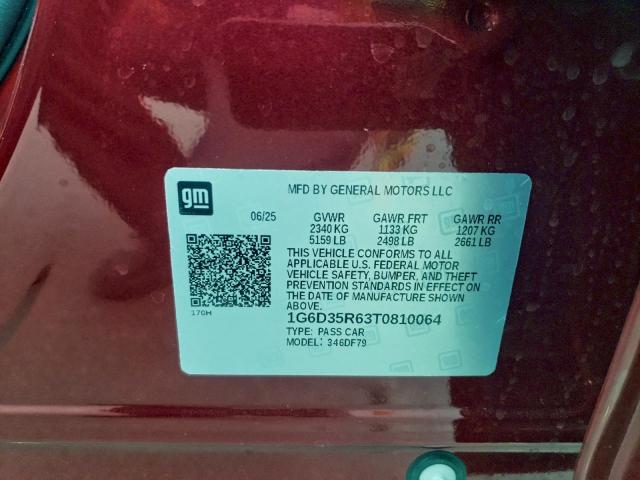 gm
MFD BY GENERAL MOTORS LLC
06/25 GVWR GAWR FRT GAWR RR
2340 KG 1133 KG 1207 KG
5159 LB 2498 LB 2661 LB
THIS VEHICLE CONFORMS TO ALL
APPLICABLE U.S. FEDERAL MOTOR
VEHICLE SAFETY, BUMPER, AND THEFT
PREVENTION STANDARDS IN EFFECT ON
THE DATE OF MANUFACTURE SHOWN
ABOVE.
170H
1G6D35R63T0810064
TYPE: PASS CAR
MODEL: 346DF79